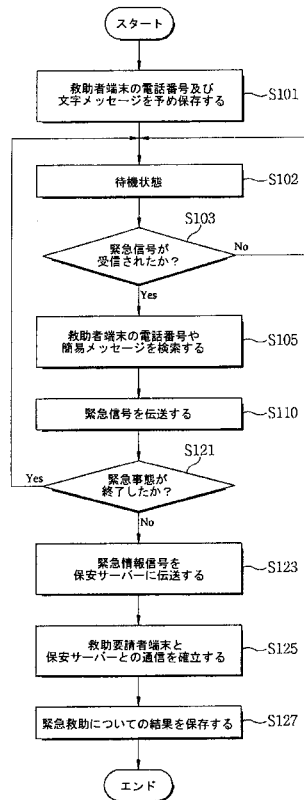 スタート
救助者端末の電話番号及び
文字メッセージを予め保存する
S101
待機状態
S102
S103
緊急信号が
受信されたか？
No
Yes
救助者端末の電話番号や
簡易メッセージを検索する
S105
緊急信号を伝送する
S110
S121
Yes
緊急事態が
終了したか？
No
緊急情報信号を
保安サーバーに伝送する
S123
救助要請者端末と
保安サーバーとの通信を確立する
S125
緊急救助についての結果を保存する
S127
エンド